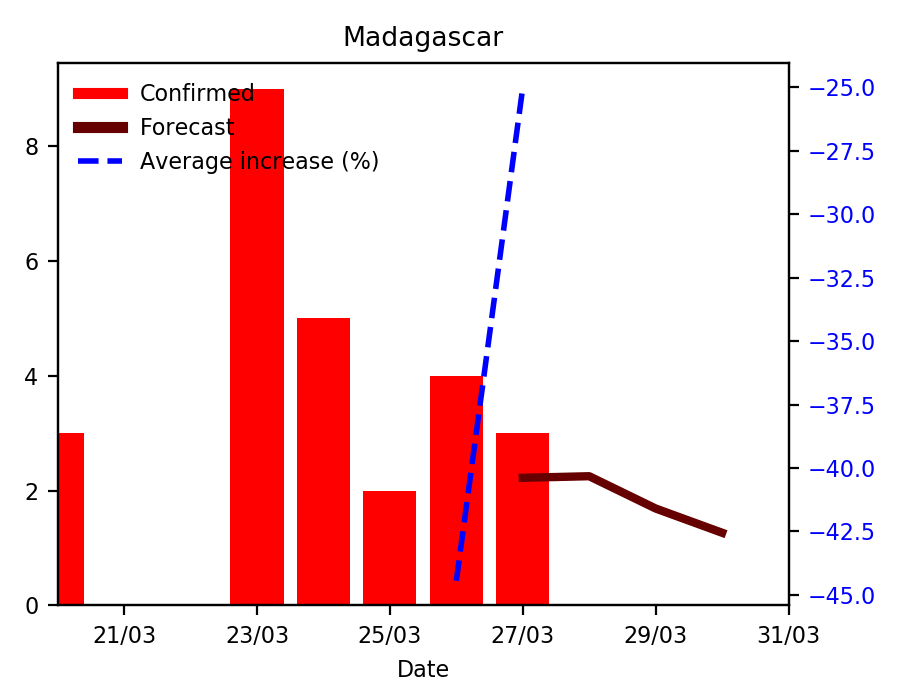 Madagascar
Confirmed
Forecast
Average increase (%)
8
6
4
2
0
−25.0
−27.5
−30.0
−32.5
−35.0
−37.5
−40.0
−42.5
−45.0
21/03 23/03 25/03 27/03 29/03 31/03
Date